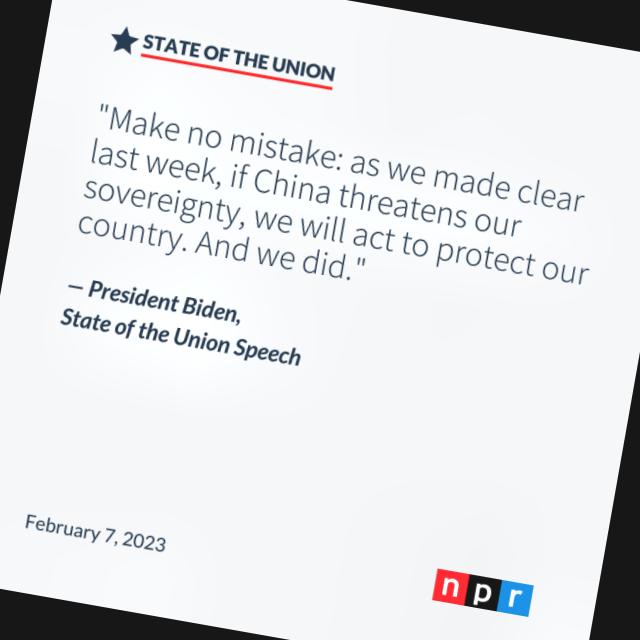 STATE OF THE UNION
"Make no mistake: as we made clear
last week, if China threatens our
sovereignty, we will act to protect our
country. And we did."
— President Biden,
State of the Union Speech
February 7, 2023
npr